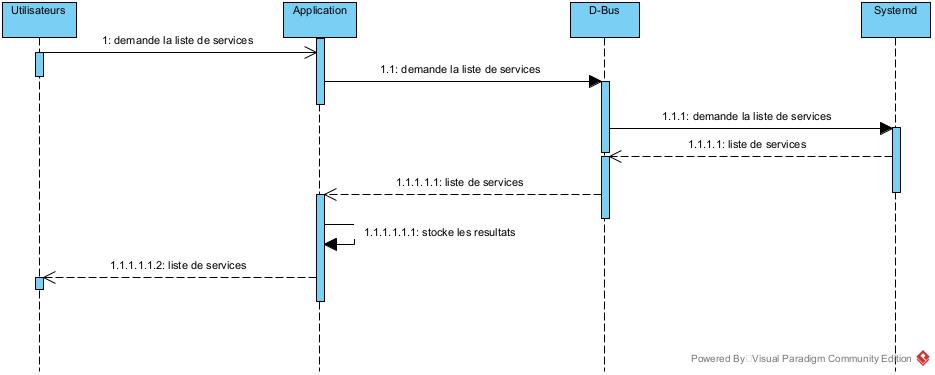 Utilisateurs
Application
D-Bus
Systemd
1: demande la liste de services
1.1: demande la liste de services
1.1.1: demande la liste de services
1.1.1.1: liste de services
1.1.1.1.1: liste de services
1.1.1.1.1.1: stocke les resultats
1.1.1.1.1.2: liste de services
Powered By Visual Paradigm Community Edition